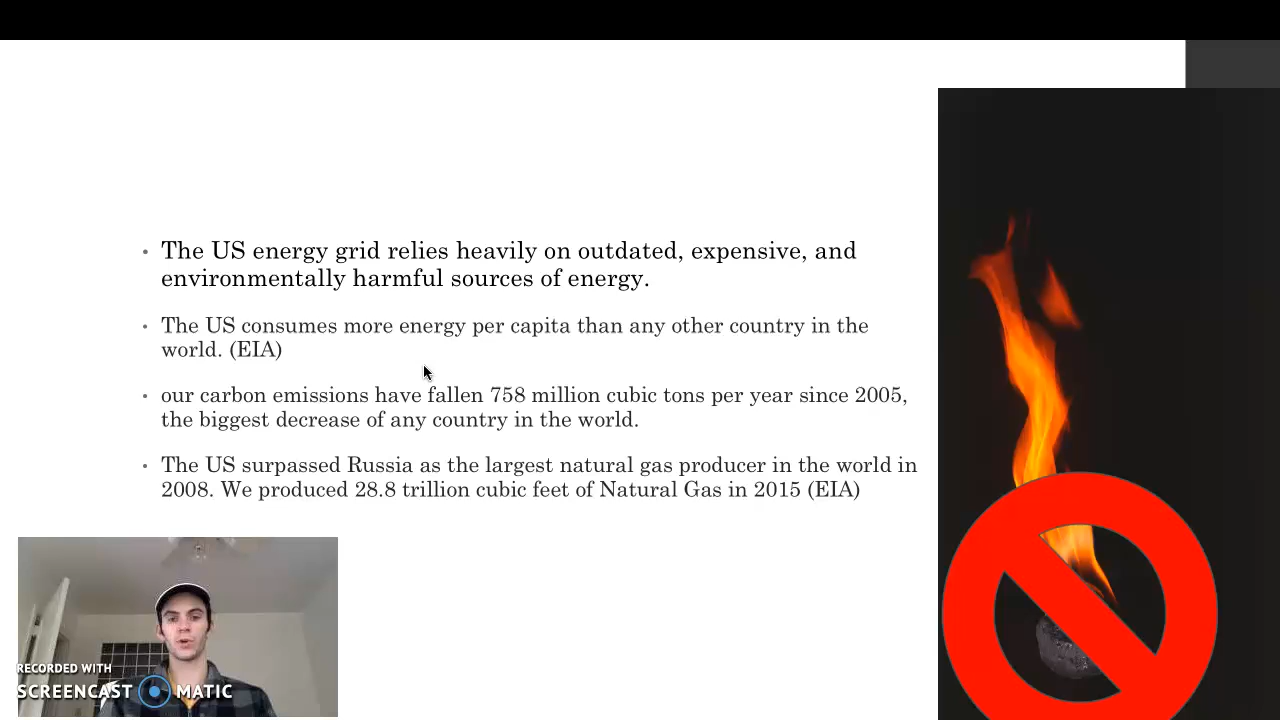 The US energy grid relies heavily on outdated, expensive, and
environmentally harmful sources of energy.
The US consumes more energy per capita than any other country in the
world. (EIA)
our carbon emissions have fallen 758 million cubic tons per year since 2005,
the biggest decrease of any country in the world.
The US surpassed Russia as the largest natural gas producer in the world in
2008. We produced 28.8 trillion cubic feet of Natural Gas in 2015 (EIA)
RECORDED WITH
SCREENCAST MATIC